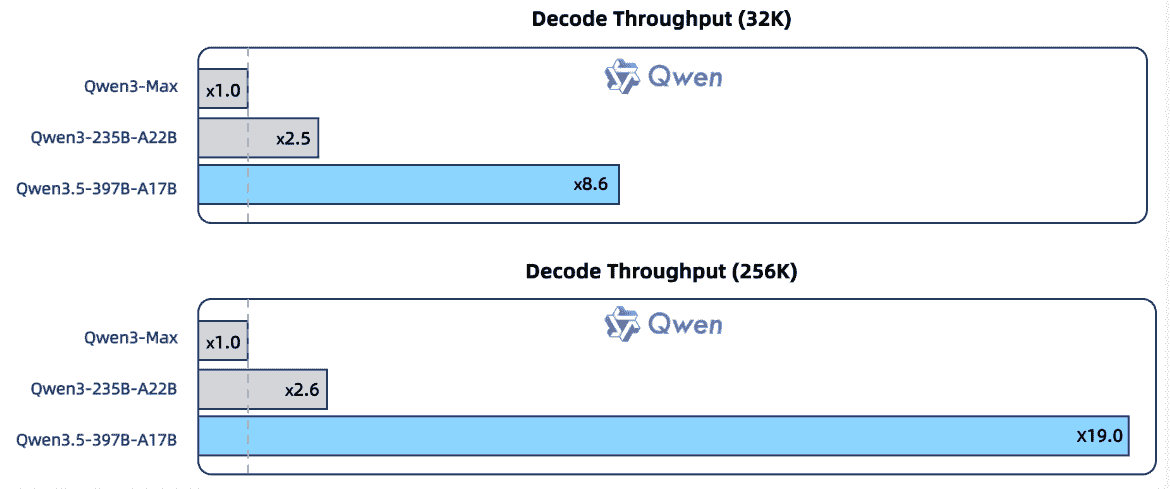 Decode Throughput (32K)
Qwen
Qwen3-Max
x1.0
Qwen3-235B-A22B
x2.5
Qwen3.5-397B-A17B
x8.6
Decode Throughput (256K)
Qwen
Qwen3-Max
x1.0
Qwen3-235B-A22B
x2.6
Qwen3.5-397B-A17B
X19.0